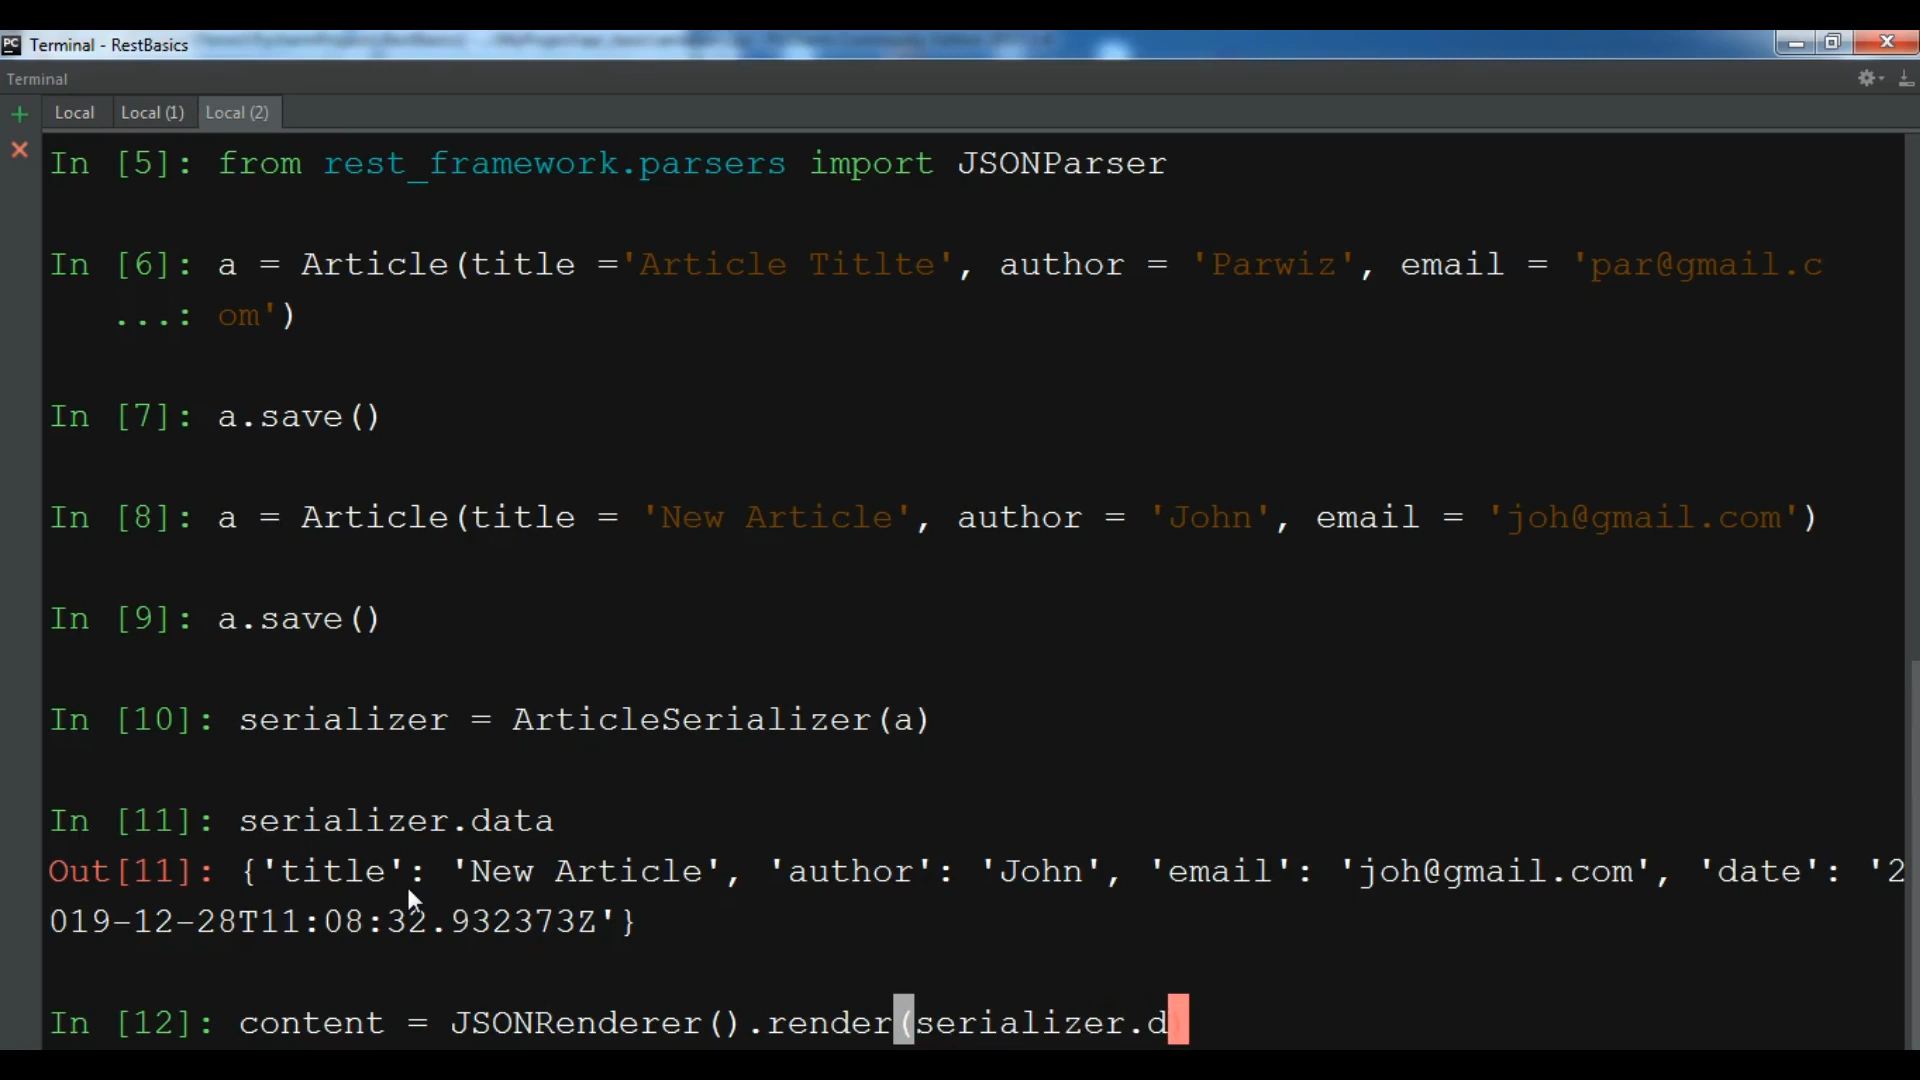 Terminal - RestBasics
Terminal
Local Local (1) Local (2)
In [5]: from rest_framework.parsers import JSONParser
In [6]: a = Article(title ='Article Titlte', author = 'Parwiz', email = 'par@gmail.c
...: om')
In [7]: a.save()
In [8]: a = Article(title = 'New Article', author = 'John', email = 'joh@gmail.com')
In [9]: a.save()
In [10]: serializer = ArticleSerializer(a)
In [11]: serializer.data
Out[11]: {'title': 'New Article', 'author': 'John', 'email': 'joh@gmail.com', 'date': '2
019-12-28T11:08:32.932373Z'}
In [12]: content = JSONRenderer().render(serializer.d